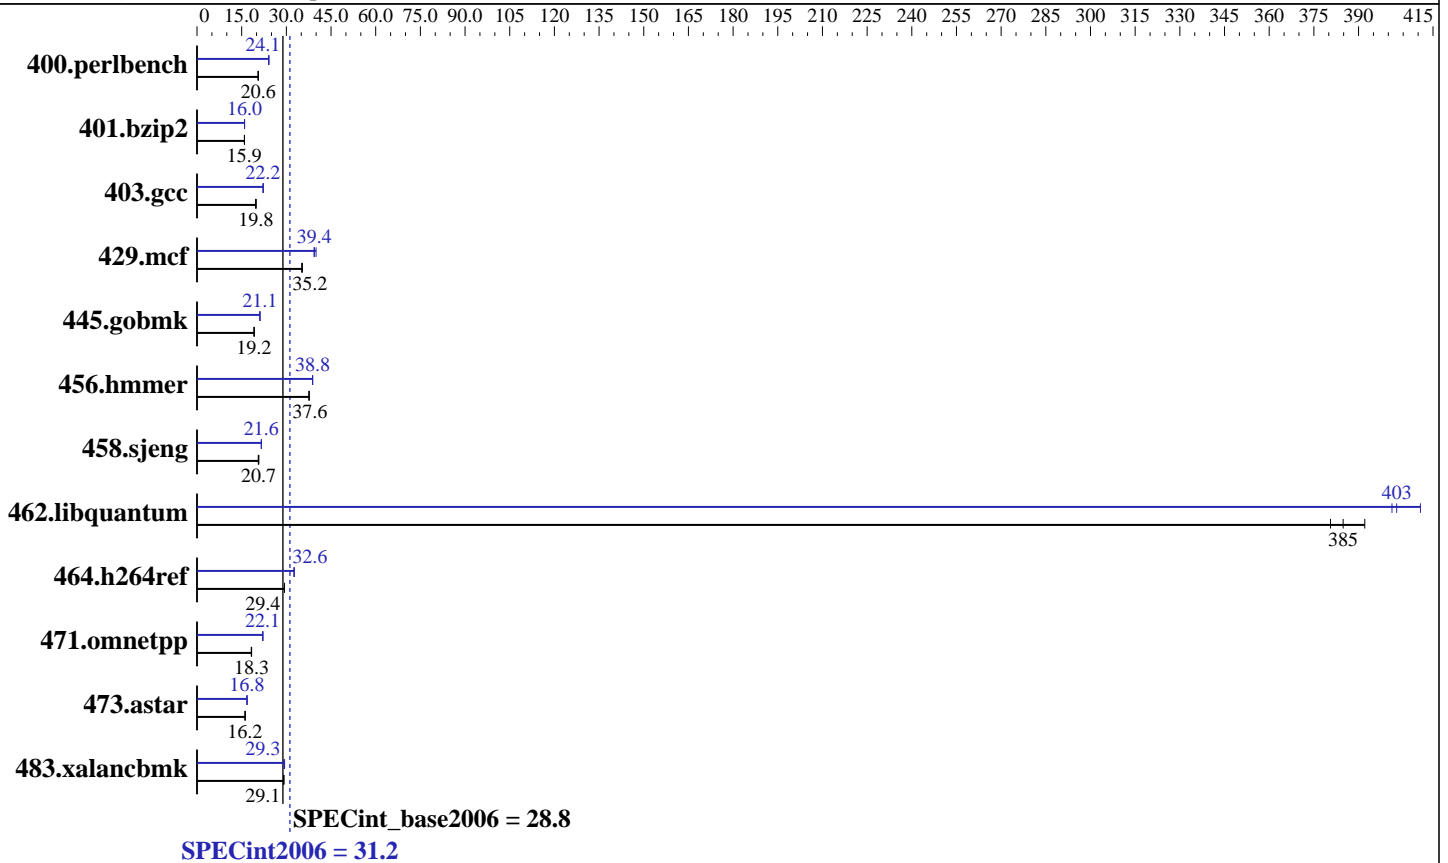 0 15.0 30.0 45.0 60.0 75.0 90.0 105 120 135 150 165 180 195 210 225 240 255 270 285 300 315 330 345 360 375 390 415
24.1
400.perlbench
20.6
16.0
401.bzip2
15.9
22.2
403.gcc
19.8
39.4
429.mcf
35.2
21.1
445.gobmk
19.2
38.8
456.hmmer
37.6
21.6
458.sjeng
20.7
403
462.libquantum
385
32.6
464.h264ref
29.4
22.1
471.omnetpp
18.3
16.8
473.astar
16.2
29.3
483.xalancbmk
29.1
SPECint_base2006 = 28.8
SPECint2006 = 31.2